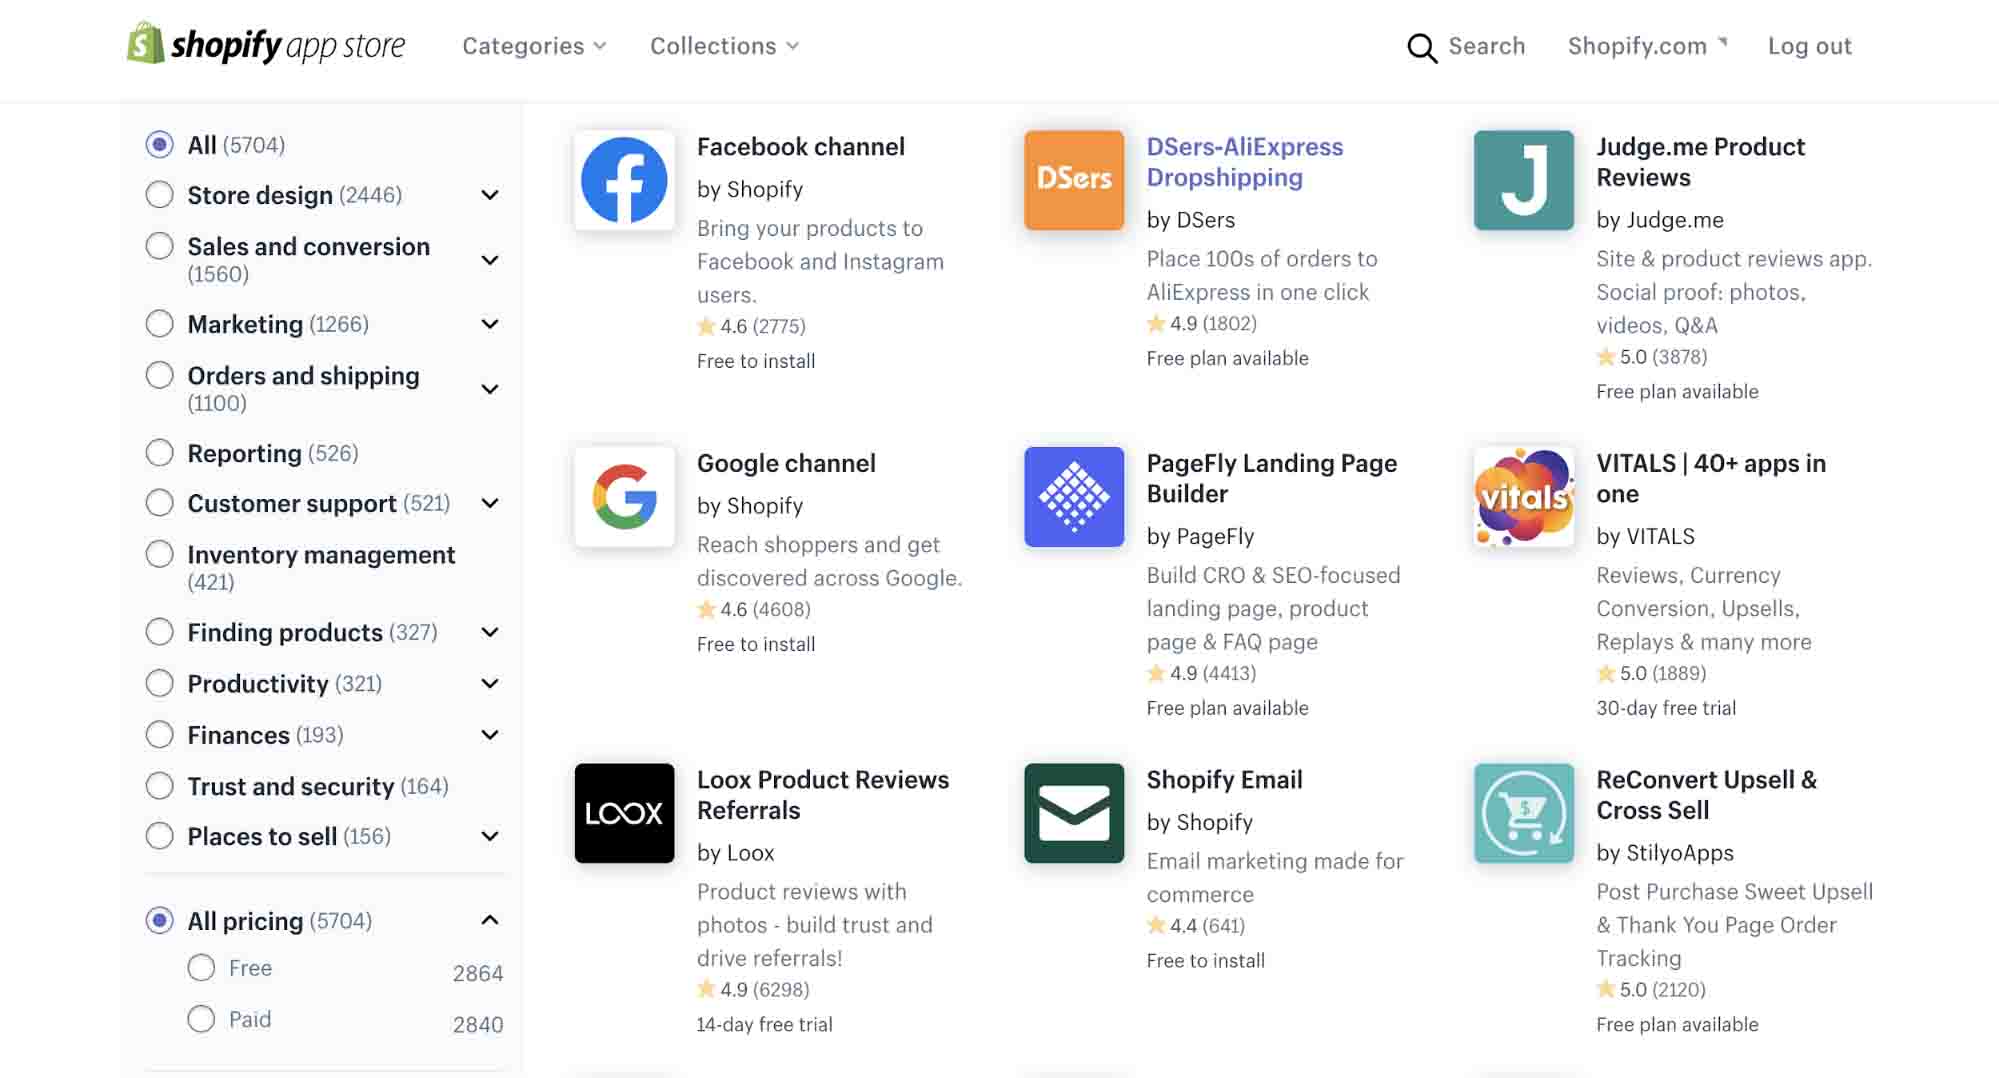 shopify app store
Categories
Collections
Search
Shopify.com
Log out
All (5704)
Store design (2446)
Sales and conversion
(1560)
Marketing (1266)
Orders and shipping
(1100)
Reporting (526)
Customer support (521)
Inventory management
(421)
Finding products (327)
Productivity (321)
Finances (193)
Trust and security (164)
Places to sell (156)
All pricing (5704)
Free 2864
Paid 2840
Facebook channel
by Shopify
Bring your products to
Facebook and Instagram
users.
4.6 (2775)
Free to install
DSers
DSers-AliExpress
Dropshipping
by DSers
Place 100s of orders to
AliExpress in one click
4.9 (1802)
Free plan available
J
Judge.me Product
Reviews
by Judge.me
Site & product reviews app.
Social proof: photos,
videos, Q&A
5.0 (3878)
Free plan available
G
Google channel
by Shopify
Reach shoppers and get
discovered across Google.
4.6 (4608)
Free to install
PageFly Landing Page
Builder
by PageFly
Build CRO & SEO-focused
landing page, product
page & FAQ page
4.9 (4413)
Free plan available
vitals
VITALS | 40+ apps in
one
by VITALS
Reviews, Currency
Conversion, Upsells,
Replays & many more
5.0 (1889)
30-day free trial
LOOX
Loox Product Reviews
Referrals
by Loox
Product reviews with
photos - build trust and
drive referrals!
4.9 (6298)
14-day free trial
Shopify Email
by Shopify
Email marketing made for
commerce
4.4 (641)
Free to install
$
ReConvert Upsell &
Cross Sell
by StilyoApps
Post Purchase Sweet Upsell
& Thank You Page Order
Tracking
5.0 (2120)
Free plan available